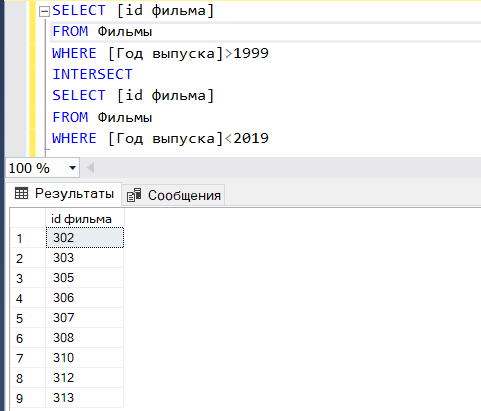 SELECT [id фильма]
FROM Фильмы
WHERE [Год выпуска]>1999
INTERSECT
SELECT [id фильма]
FROM Фильмы
WHERE [Год выпуска]<2019
100 %
Результаты Сообщения
id фильма
1 302
2 303
3 305
4 306
5 307
6 308
7 310
8 312
9 313